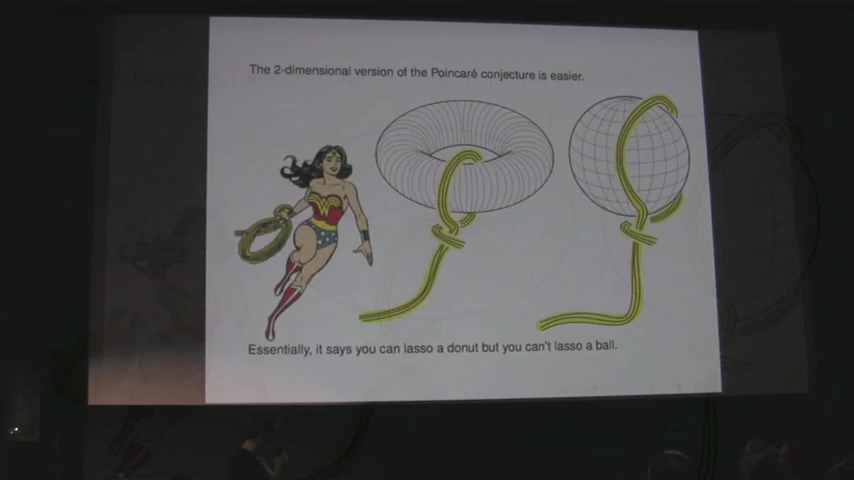 The 2-dimensional version of the Poincaré conjecture is easier.
Essentially, it says you can lasso a donut but you can't lasso a ball.